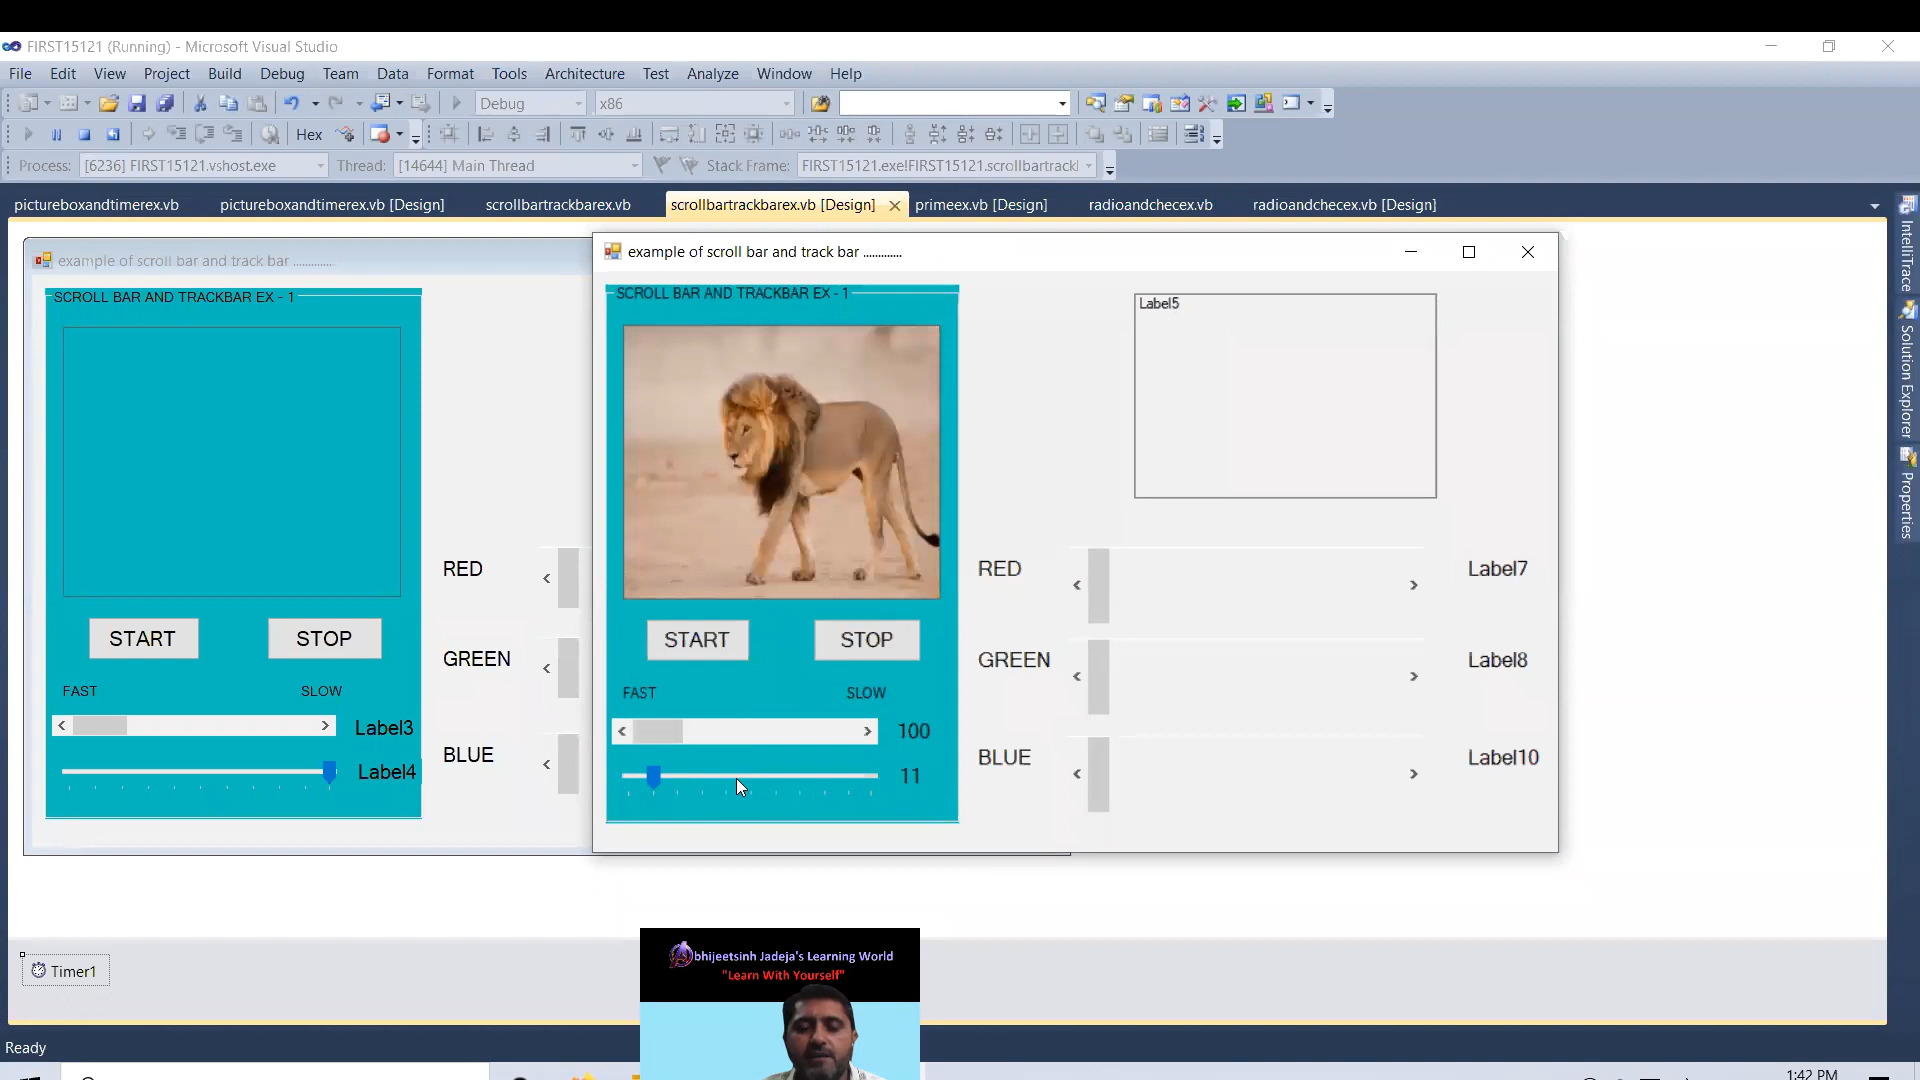 FIRST15121 (Running) - Microsoft Visual Studio
File Edit View Project Build Debug Team Data Format Tools Architecture Test Analyze Window Help
Debug x86
Hex
Process: [6236] FIRST15121.vshost.exe Thread: [14644] Main Thread Stack Frame: FIRST15121.exe!FIRST15121.scrollbartrackl
pictureboxandtimerex.vb pictureboxandtimerex.vb [Design] scrollbartrackbarex.vb scrollbartrackbarex.vb [Design] primeex.vb [Design] radioandchecex.vb radioandchecex.vb [Design]
IntelliTrace
Solution Explorer
Properties
example of scroll bar and track bar .............
SCROLL BAR AND TRACKBAR EX - 1
START STOP
FAST SLOW
Label3
Label4
RED
GREEN
BLUE
example of scroll bar and track bar .............
SCROLL BAR AND TRACKBAR EX - 1
START STOP
FAST SLOW
100
11
Label5
RED Label7
GREEN Label8
BLUE Label10
Timer1
Abhijeetsinh Jadeja's Learning World
"Learn With Yourself"
Ready
1:42 PM